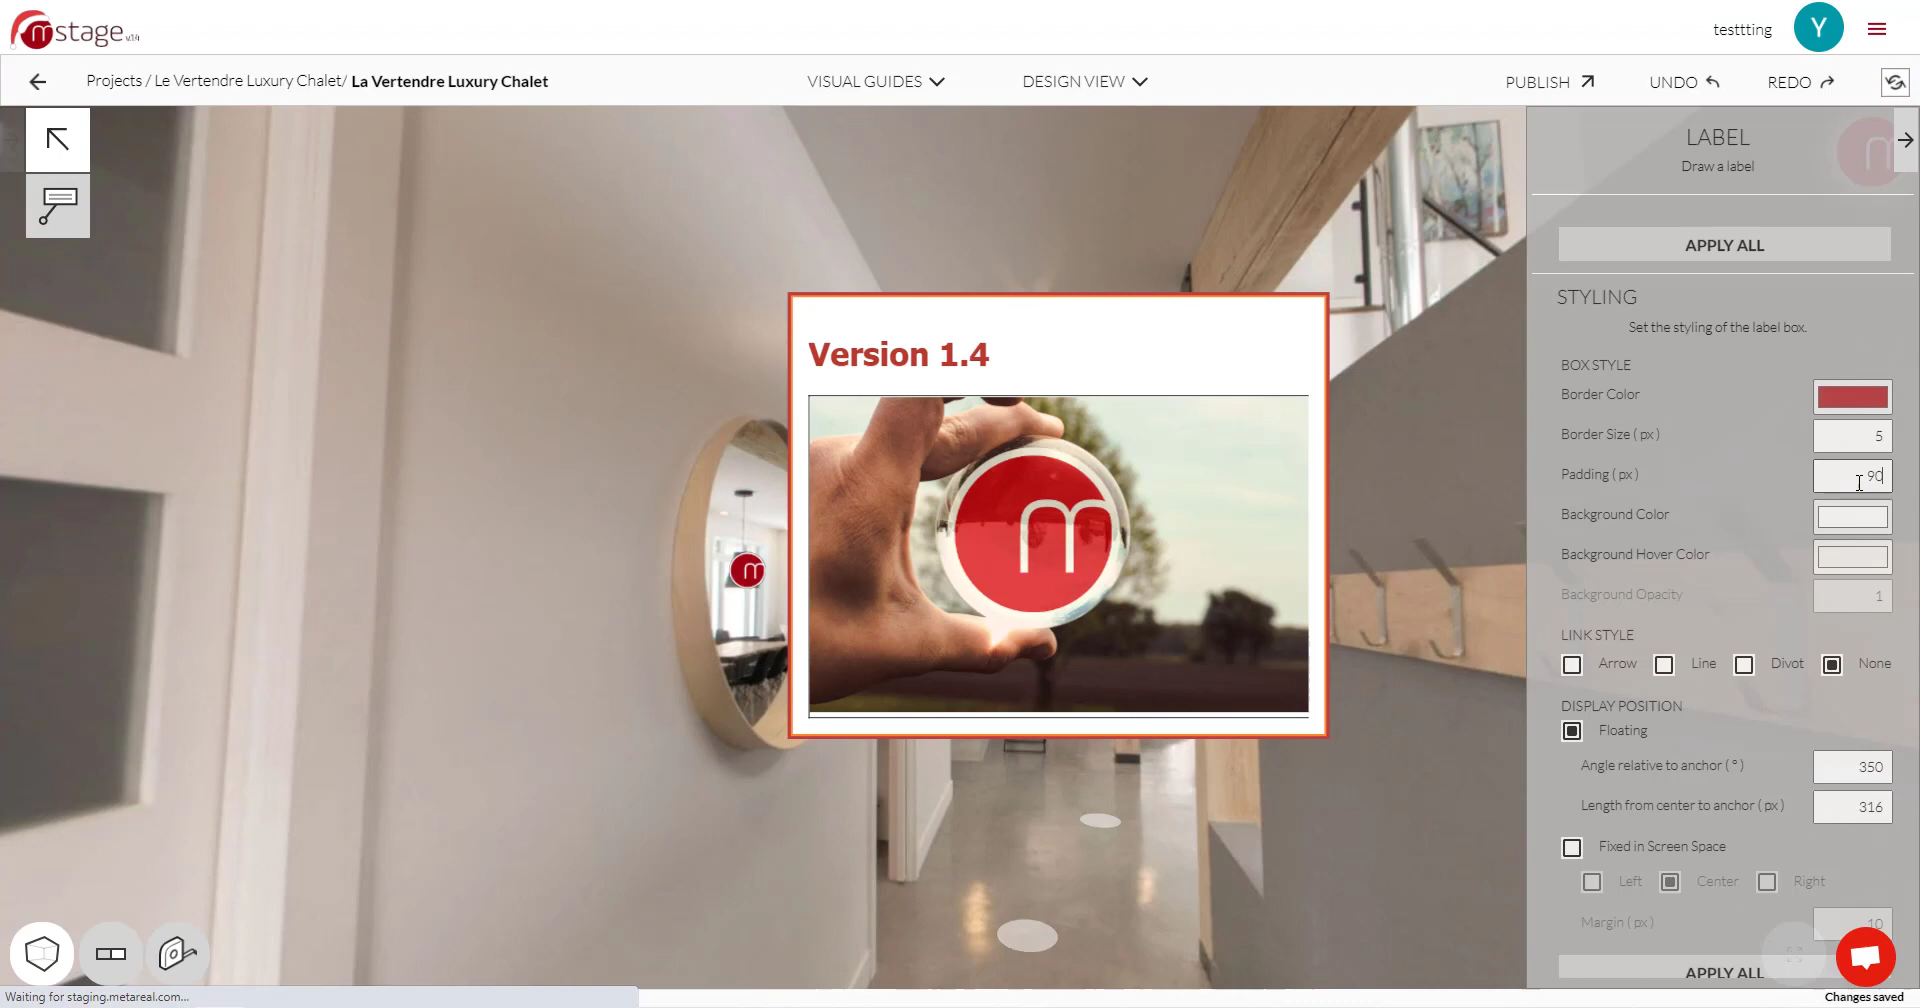 mstage v.1.4
testtting
Y
Projects / Le Vertendre Luxury Chalet/ La Vertendre Luxury Chalet
VISUAL GUIDES
DESIGN VIEW
PUBLISH
UNDO
REDO
LABEL
Draw a label
APPLY ALL
STYLING
Set the styling of the label box.
BOX STYLE
Border Color
Border Size ( px )
5
Padding ( px )
90
Background Color
Background Hover Color
Background Opacity
1
LINK STYLE
Arrow
Line
Divot
None
DISPLAY POSITION
Floating
Angle relative to anchor ( ° )
350
Length from center to anchor ( px )
316
Fixed in Screen Space
Left
Center
Right
Margin ( px )
10
APPLY ALL
Version 1.4
m
m
m
Waiting for staging.metareal.com...
Changes saved